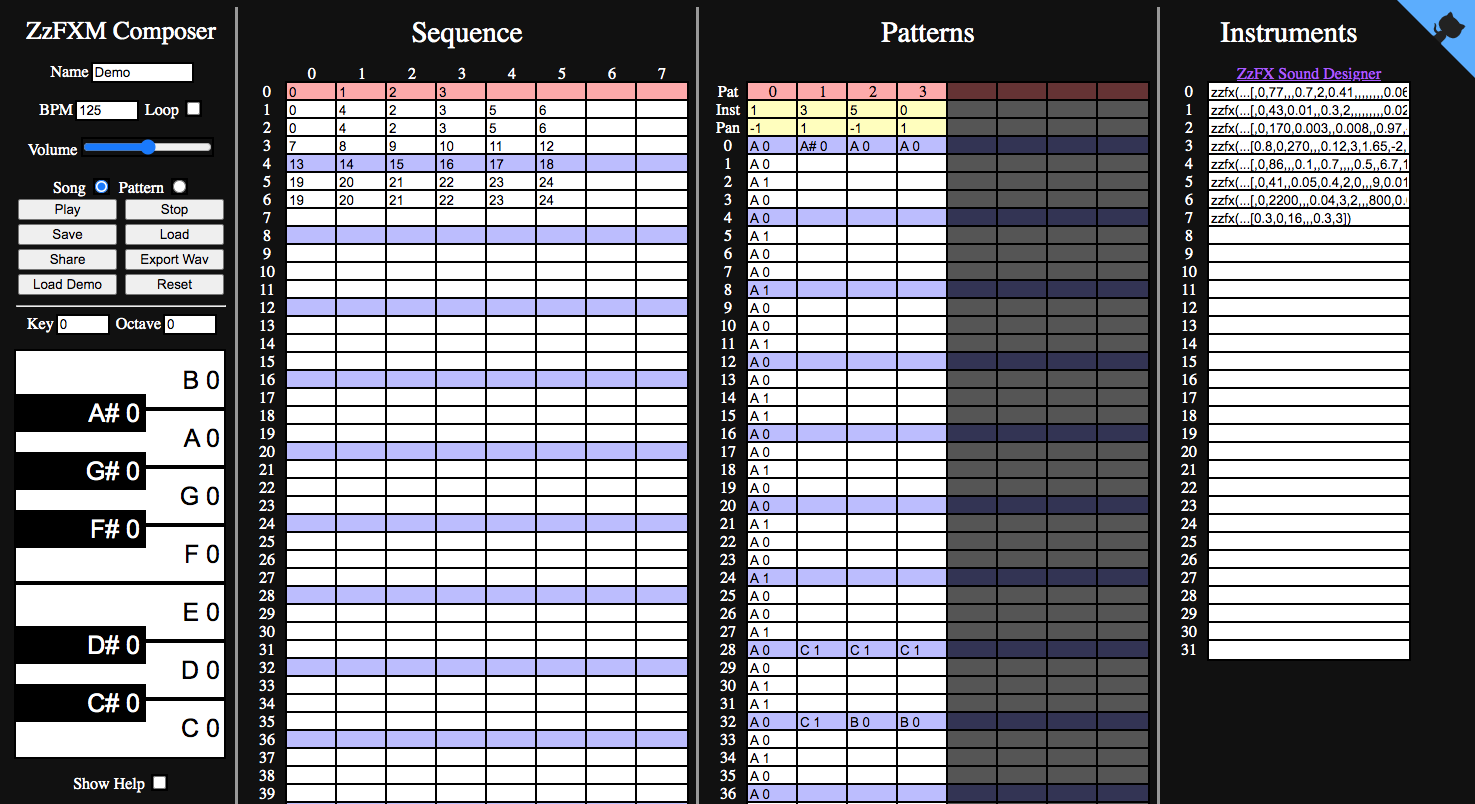 ZzFXM Composer
Name Demo
BPM 125 Loop
Volume
Song Pattern
Play Stop
Save Load
Share Export Wav
Load Demo Reset
Key 0 Octave 0
B 0
A# 0
A 0
G# 0
G 0
F# 0
F 0
E 0
D# 0
D 0
C# 0
C 0
Show Help
Sequence
0 1 2 3 4 5 6 7
0 0 1 2 3
1 0 4 2 3 5 6
2 0 4 2 3 5 6
3 7 8 9 10 11 12
4 13 14 15 16 17 18
5 19 20 21 22 23 24
6 19 20 21 22 23 24
7
8
9
10
11
12
13
14
15
16
17
18
19
20
21
22
23
24
25
26
27
28
29
30
31
32
33
34
35
36
37
38
39
Patterns
Pat 0 1 2 3
Inst 1 3 5 0
Pan -1 1 -1 1
0 A 0 A# 0 A 0 A 0
1 A 0
2 A 1
3 A 0
4 A 0
5 A 1
6 A 0
7 A 0
8 A 1
9 A 0
10 A 0
11 A 1
12 A 0
13 A 0
14 A 1
15 A 1
16 A 0
17 A 0
18 A 1
19 A 0
20 A 0
21 A 1
22 A 0
23 A 0
24 A 1
25 A 0
26 A 0
27 A 1
28 A 0 C 1 C 1 C 1
29 A 0
30 A 1
31 A 1
32 A 0 C 1 B 0 B 0
33 A 0
34 A 1
35 A 0
36 A 0
Instruments
ZzFX Sound Designer
0 zzfx(...[,0,77,,,0.7,2,0.41,,,,,,,,0.06
1 zzfx(...[,0,43,0.01,,0.3,2,,,,,,,,,0.02
2 zzfx(...[,0,170,0.003,,0.008,,0.97,
3 zzfx(...[0.8,0,270,,,0.12,3,1.65,-2,
4 zzfx(...[,0,86,,,0.1,,0.7,,,,0.5,,6.7,1
5 zzfx(...[,0,41,,0.05,0.4,2,0,,,9,0.01
6 zzfx(...[,0,2200,,,0.04,3,2,,,800,0.
7 zzfx(...[0.3,0,16,,,0.3,3])
8
9
10
11
12
13
14
15
16
17
18
19
20
21
22
23
24
25
26
27
28
29
30
31